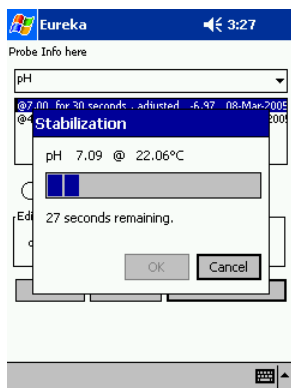 Eureka 3:27
Probe Info here
pH
@7.00 for 30 seconds - adjusted -6.97 08-Mar-2005
Stabilization
pH 7.09 @ 22.06°C
Edi
27 seconds remaining.
OK Cancel